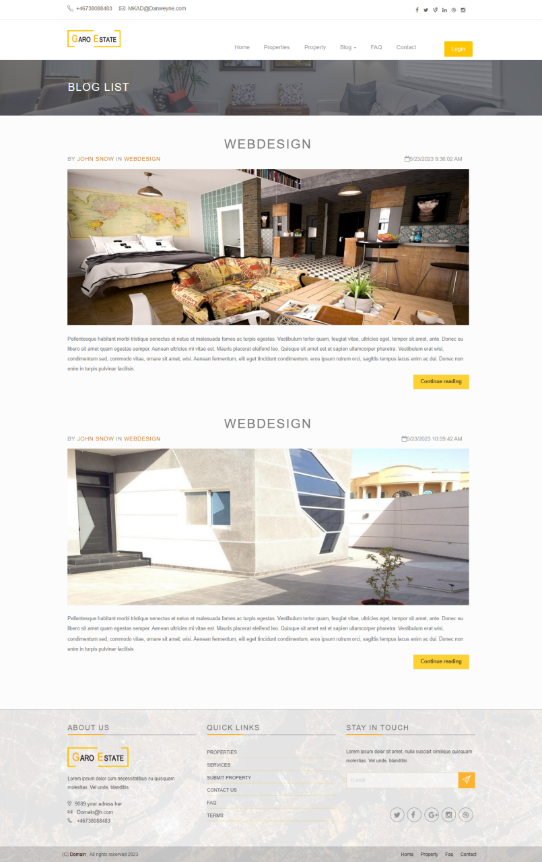 +46738088483 NKAD@Danreyne.com
GARO ESTATE
Home Properties Property Blog FAQ Contact Login
BLOG LIST
WEBDESIGN
BY JOHN SNOW IN WEBDESIGN 5/23/2023 9:36:02 AM
Pellentesque habitant morbi tristique senectus et netus et malesuada fames ac turpis egestas. Vestibulum tortor quam, feugiat vitae, ultricies eget, tempor sit amet, ante. Donec eu
libero sit amet quam egestas semper. Aenean ultricies mi vitae est. Mauris placerat eleifend leo. Quisque sit amet est et sapien ullamcorper pharetra. Vestibulum erat wisi,
condimentum sed, commodo vitae, ornare sit amet, wisi. Aenean fermentum, elit eget tincidunt condimentum, eros ipsum rutrum orci, sagittis tempus lacus enim ac dui. Donec non
enim in turpis pulvinar facilisis.
Continue reading
WEBDESIGN
BY JOHN SNOW IN WEBDESIGN 5/23/2023 10:39:42 AM
Pellentesque habitant morbi tristique senectus et netus et malesuada fames ac turpis egestas. Vestibulum tortor quam, feugiat vitae, ultricies eget, tempor sit amet, ante. Donec eu
libero sit amet quam egestas semper. Aenean ultricies mi vitae est. Mauris placerat eleifend leo. Quisque sit amet est et sapien ullamcorper pharetra. Vestibulum erat wisi,
condimentum sed, commodo vitae, ornare sit amet, wisi. Aenean fermentum, elit eget tincidunt condimentum, eros ipsum rutrum orci, sagittis tempus lacus enim ac dui. Donec non
enim in turpis pulvinar facilisis.
Continue reading
ABOUT US
GARO ESTATE
Lorem ipsum dolor cum necessitatibus su quisquam
molestias. Vel unde, blanditiis.
9089 your adress her
+46738088483
QUICK LINKS
PROPERTIES
SERVICES
SUBMIT PROPERTY
CONTACT US
FAQ
TERMS
STAY IN TOUCH
Lorem ipsum dolor sit amet, nulla suscipit similique quisquam
molestias. Vel unde, blanditiis.
E-mail
(C) Domain , All rights reserved 2023
Home Property Faq Contact